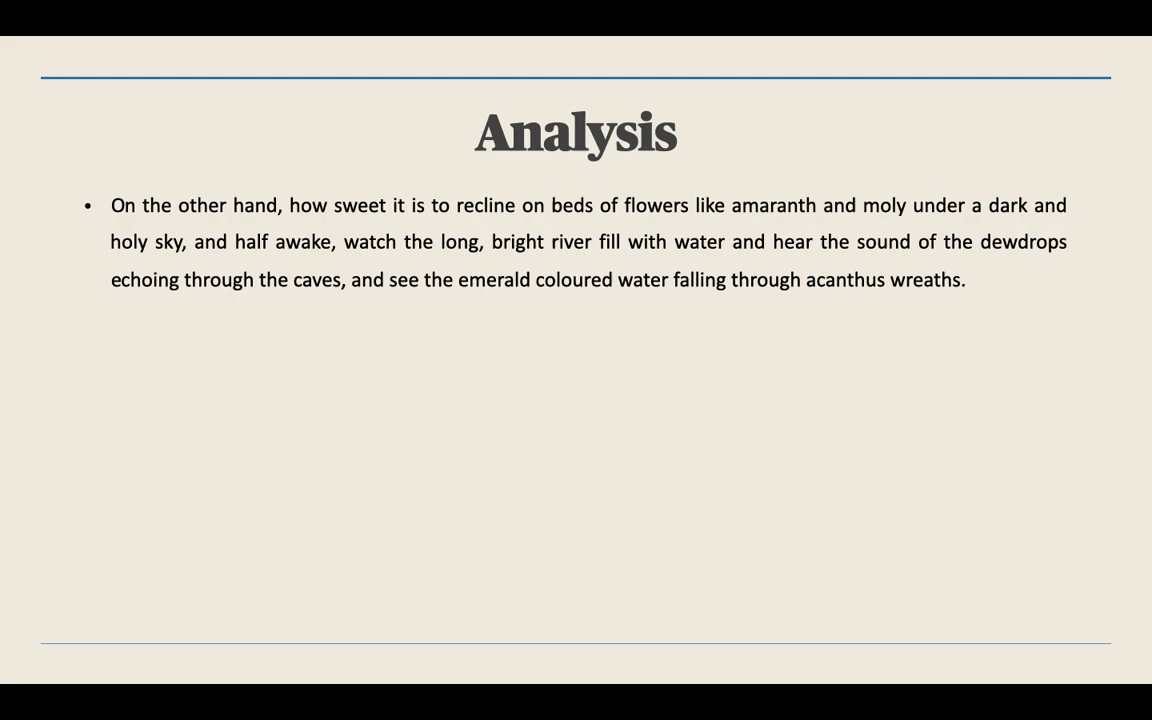 Analysis
• On the other hand, how sweet it is to recline on beds of flowers like amaranth and moly under a dark and
holy sky, and half awake, watch the long, bright river fill with water and hear the sound of the dewdrops
echoing through the caves, and see the emerald coloured water falling through acanthus wreaths.